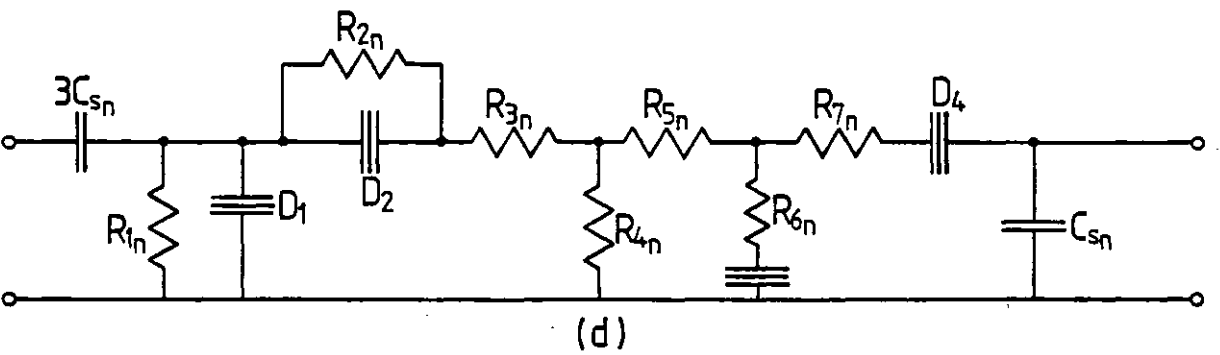 R2n
3Csn
R3n
R5n
R7n
D4
R1n
D1
D2
R4n
R6n
Csn
(d)